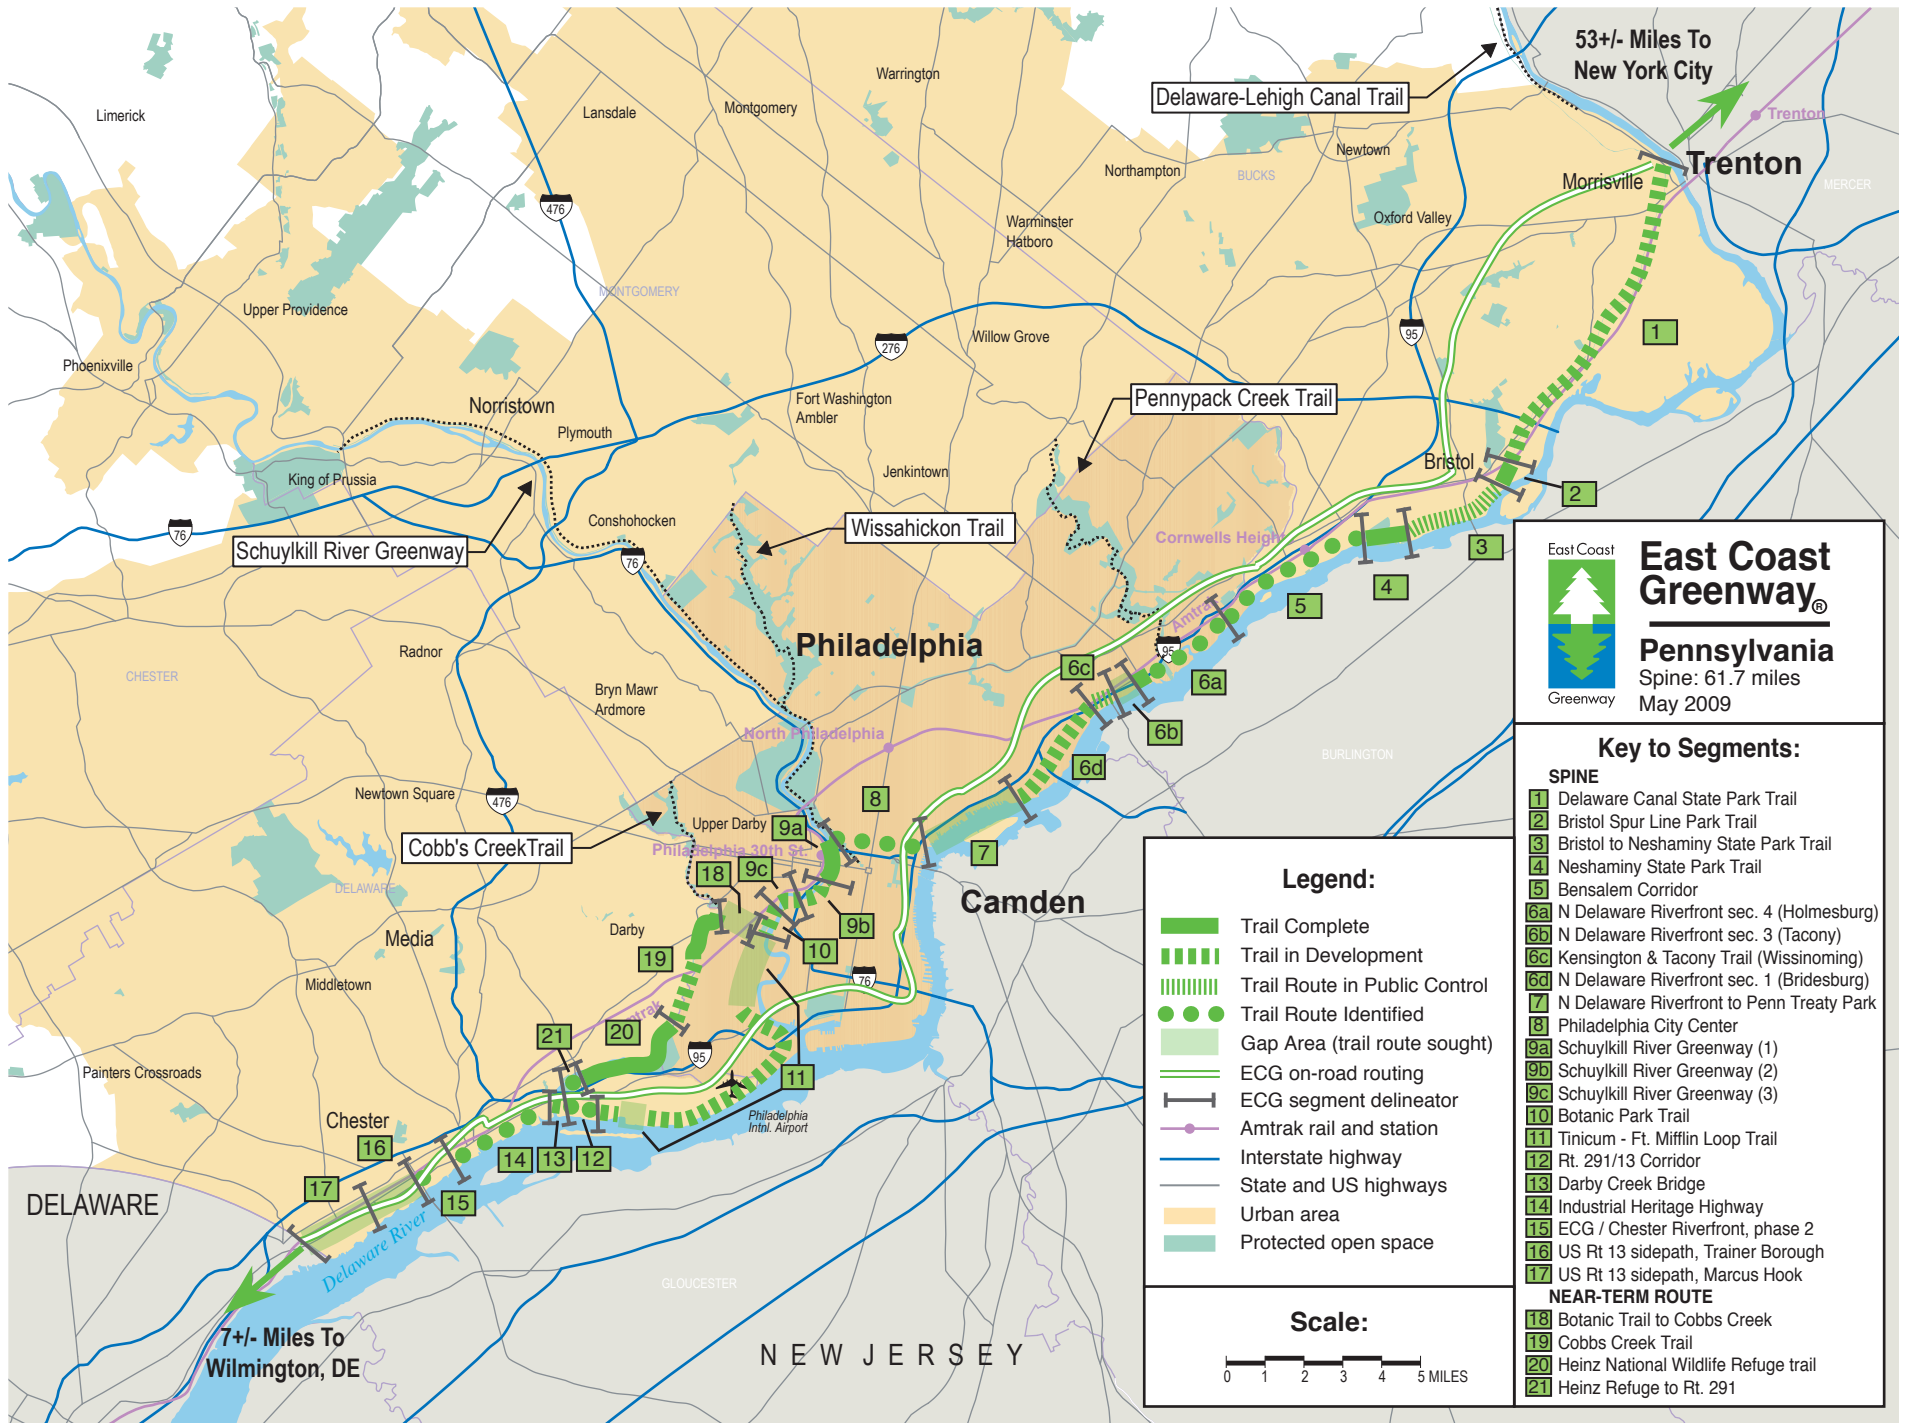 53+/- Miles To
New York City
Warrington
Limerick
Lansdale
Montgomery
Delaware-Lehigh Canal Trail
Trenton
Newtown
Trenton
Northampton
BUCKS
Morrisville
MERCER
476
Oxford Valley
Warminster
Hatboro
MONTGOMERY
Upper Providence
95
1
276
Willow Grove
Phoenixville
Pennypack Creek Trail
Fort Washington
Ambler
Norristown
Plymouth
Bristol
Jenkintown
King of Prussia
2
Conshohocken
Wissahickon Trail
76
Cornwells Height
Schuylkill River Greenway
76
3
4
5
Amtrak
Philadelphia
95
Radnor
6c
6a
CHESTER
Bryn Mawr
Ardmore
North Philadelphia
6b
BURLINGTON
6d
Newtown Square
476
8
Upper Darby
9a
Cobb's CreekTrail
Philadelphia 30th St.
7
9c
18
DELAWARE
Camden
9b
Darby
Media
10
19
Middletown
76
ntrak
20
21
95
Painters Crossroads
11
Philadelphia
Intnl. Airport
Chester
16
14
13
12
17
15
DELAWARE
Delaware River
GLOUCESTER
7+/- Miles To
Wilmington, DE
NEW JERSEY
East Coast
Greenway
East Coast
Greenway®
Pennsylvania
Spine: 61.7 miles
May 2009
Key to Segments:
SPINE
1 Delaware Canal State Park Trail
2 Bristol Spur Line Park Trail
3 Bristol to Neshaminy State Park Trail
4 Neshaminy State Park Trail
5 Bensalem Corridor
6a N Delaware Riverfront sec. 4 (Holmesburg)
6b N Delaware Riverfront sec. 3 (Tacony)
6c Kensington & Tacony Trail (Wissinoming)
6d N Delaware Riverfront sec. 1 (Bridesburg)
7 N Delaware Riverfront to Penn Treaty Park
8 Philadelphia City Center
9a Schuylkill River Greenway (1)
9b Schuylkill River Greenway (2)
9c Schuylkill River Greenway (3)
10 Botanic Park Trail
11 Tinicum - Ft. Mifflin Loop Trail
12 Rt. 291/13 Corridor
13 Darby Creek Bridge
14 Industrial Heritage Highway
15 ECG / Chester Riverfront, phase 2
16 US Rt 13 sidepath, Trainer Borough
17 US Rt 13 sidepath, Marcus Hook
NEAR-TERM ROUTE
18 Botanic Trail to Cobbs Creek
19 Cobbs Creek Trail
20 Heinz National Wildlife Refuge trail
21 Heinz Refuge to Rt. 291
Legend:
Trail Complete
Trail in Development
Trail Route in Public Control
Trail Route Identified
Gap Area (trail route sought)
ECG on-road routing
ECG segment delineator
Amtrak rail and station
Interstate highway
State and US highways
Urban area
Protected open space
Scale:
0 1 2 3 4 5 MILES